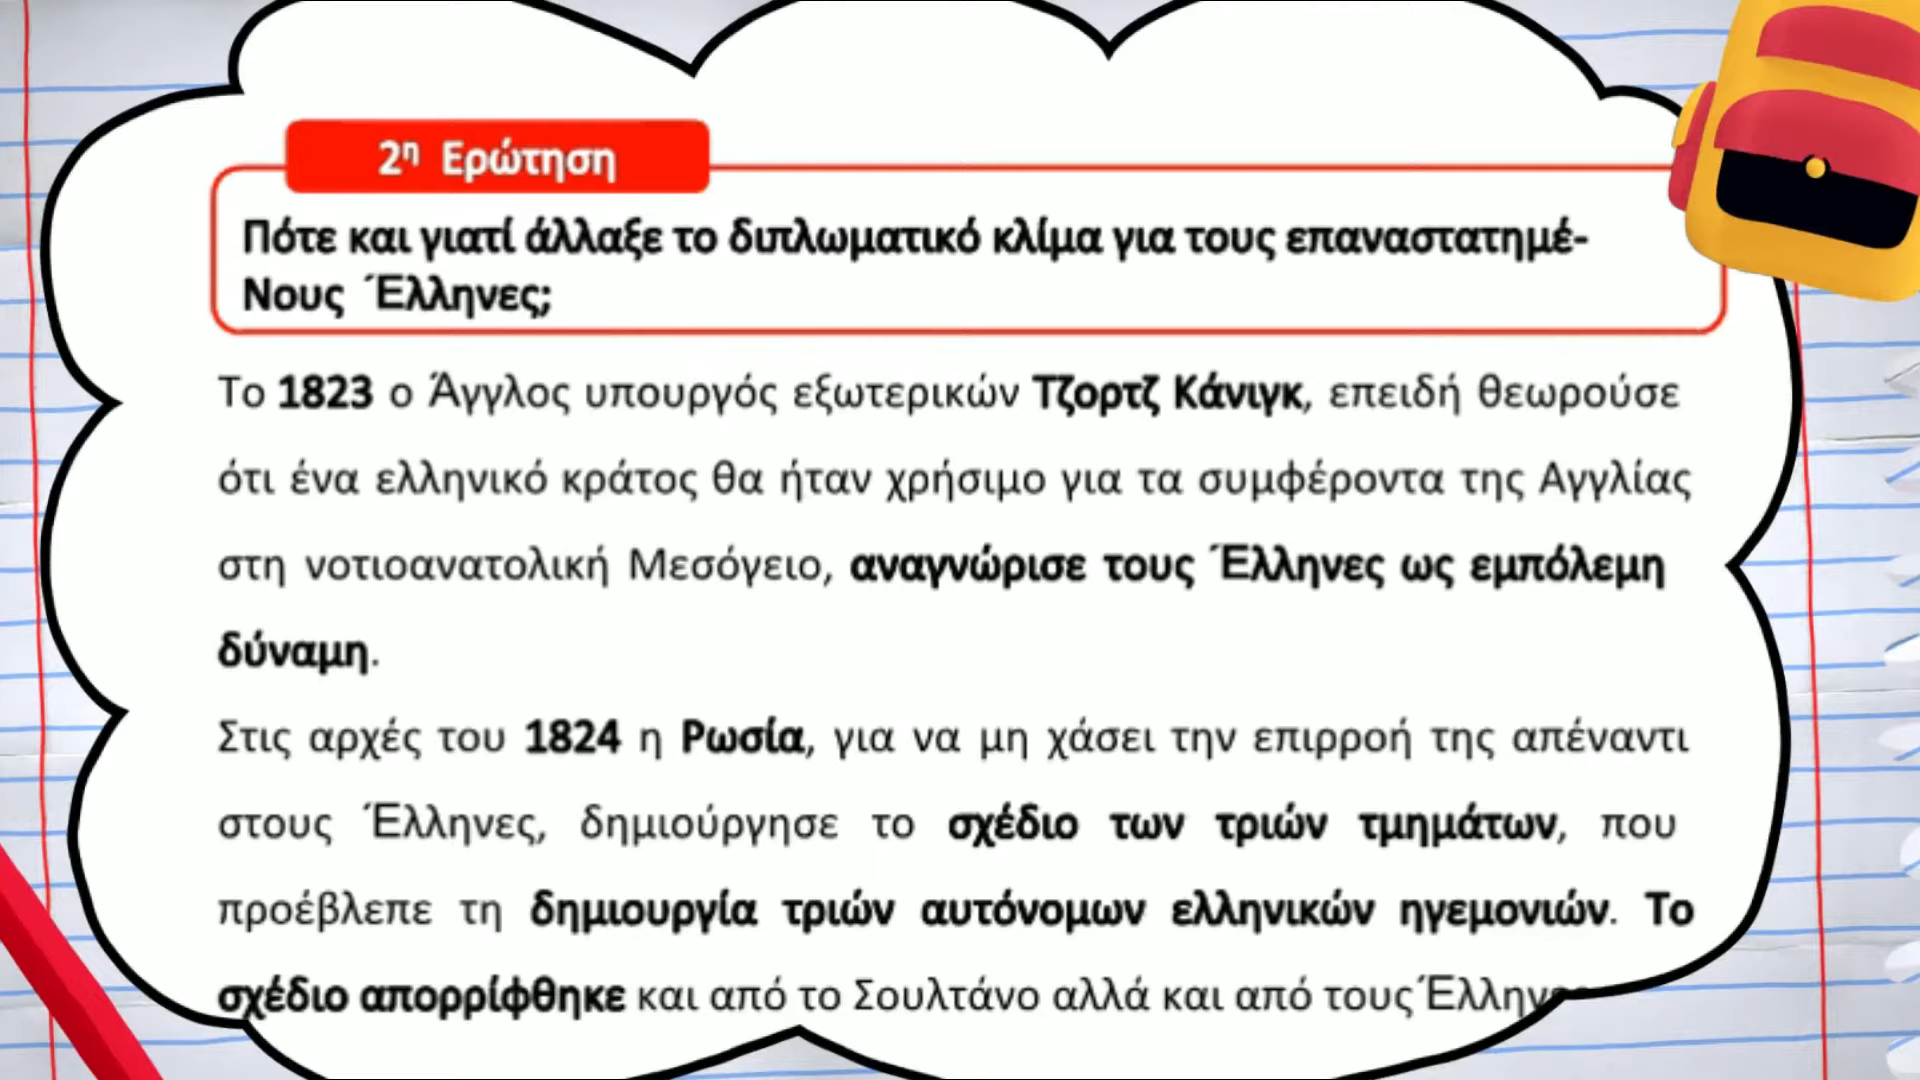 2η Ερώτηση
Πότε και γιατί άλλαξε το διπλωματικό κλίμα για τους επαναστατημέ-
Νους Έλληνες;
Το 1823 ο Άγγλος υπουργός εξωτερικών Τζορτζ Κάνιγκ, επειδή θεωρούσε
ότι ένα ελληνικό κράτος θα ήταν χρήσιμο για τα συμφέροντα της Αγγλίας
στη νοτιοανατολική Μεσόγειο, αναγνώρισε τους Έλληνες ως εμπόλεμη
δύναμη.
Στις αρχές του 1824 η Ρωσία, για να μη χάσει την επιρροή της απέναντι
στους Έλληνες, δημιούργησε το σχέδιο των τριών τμημάτων, που
προέβλεπε τη δημιουργία τριών αυτόνομων ελληνικών ηγεμονιών. Το
σχέδιο απορρίφθηκε και από το Σουλτάνο αλλά και από τους